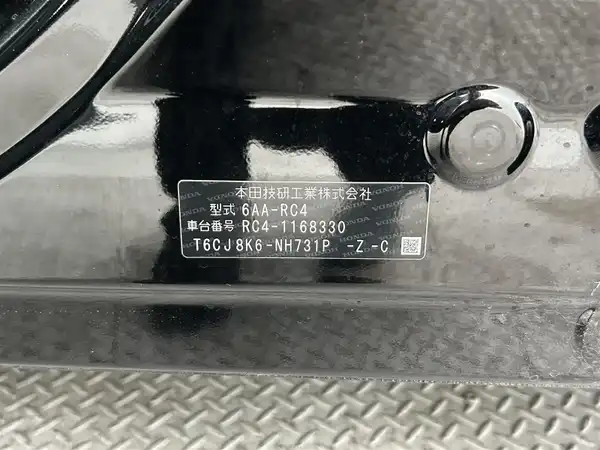 本田技研工業株式会社
型式 6AA-RC4
車台番号 RC4-1168330
T6CJ8K6-NH731P -Z-C